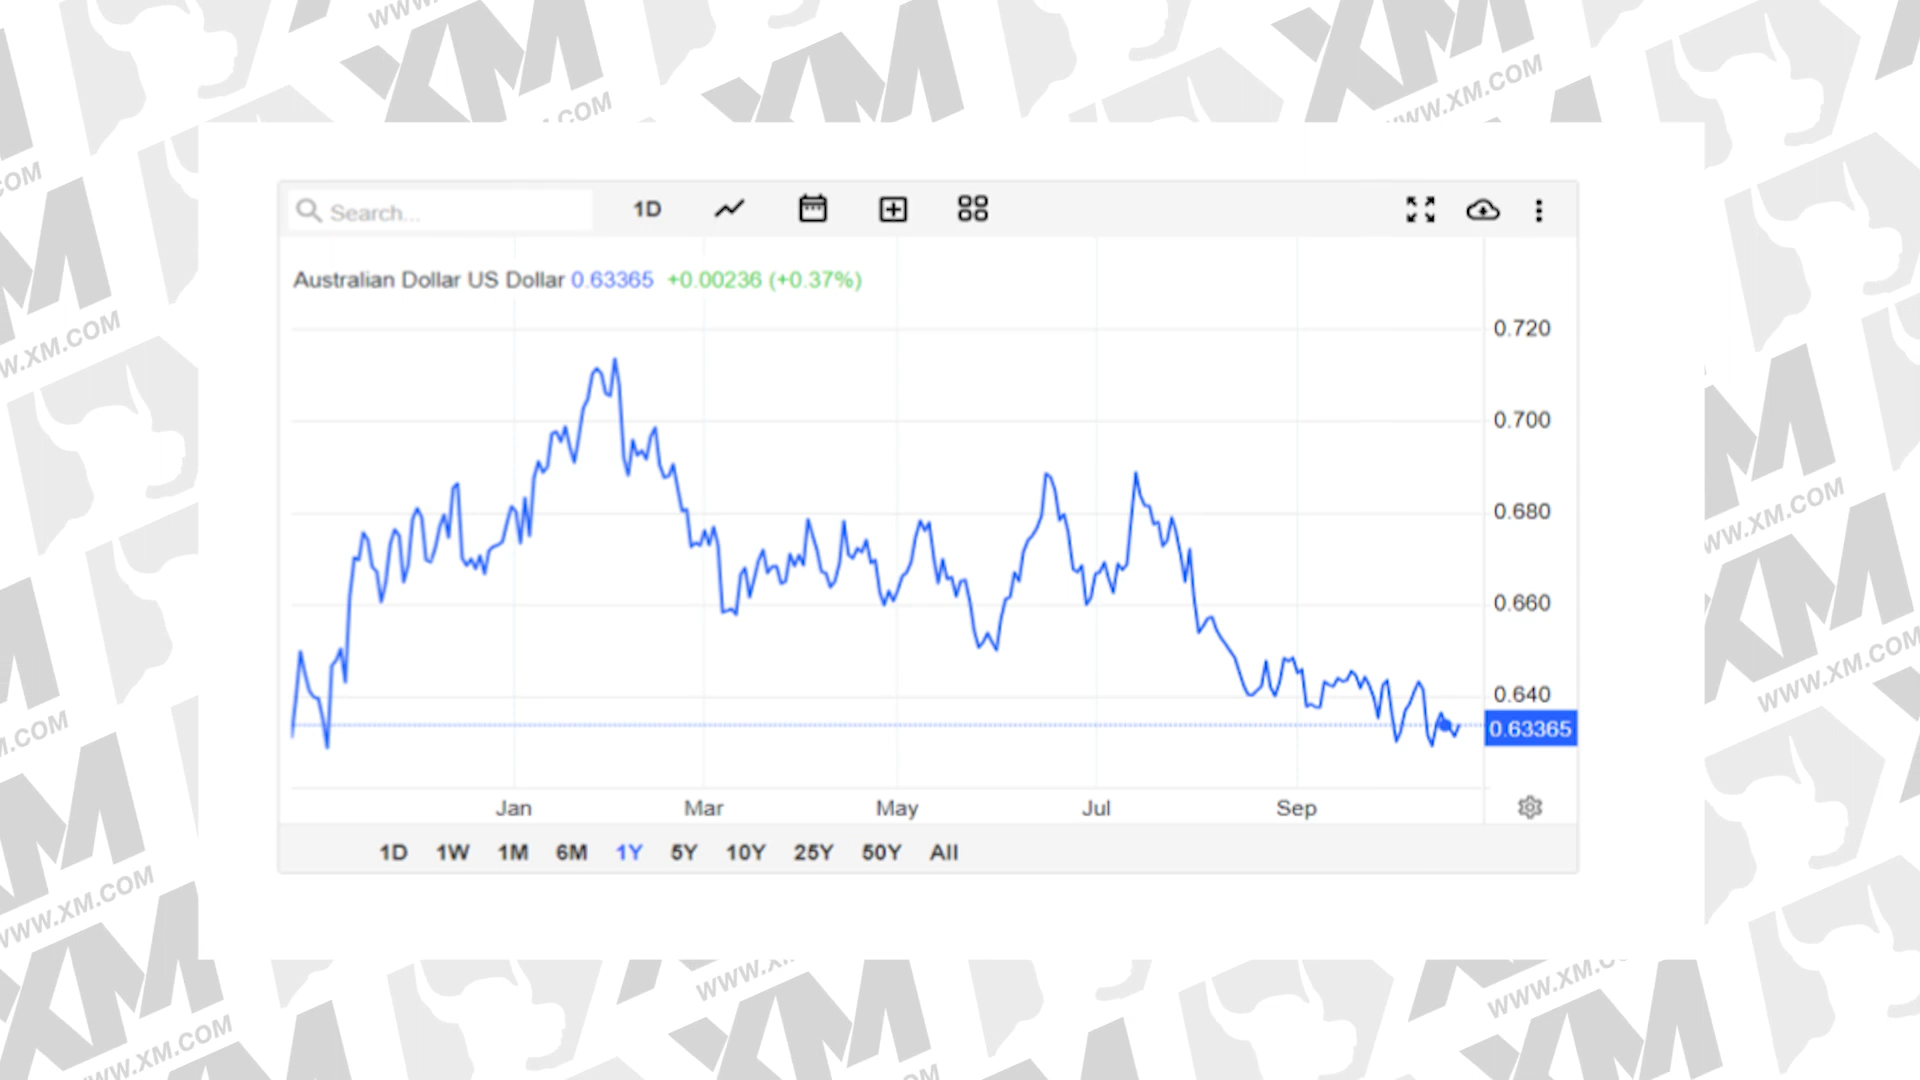 Search...
1D
Australian Dollar US Dollar 0.63365 +0.00236 (+0.37%)
0.720
0.700
0.680
0.660
0.640
0.63365
Jan Mar May Jul Sep
1D 1W 1M 6M 1Y 5Y 10Y 25Y 50Y All
XM
WWW.XM.COM